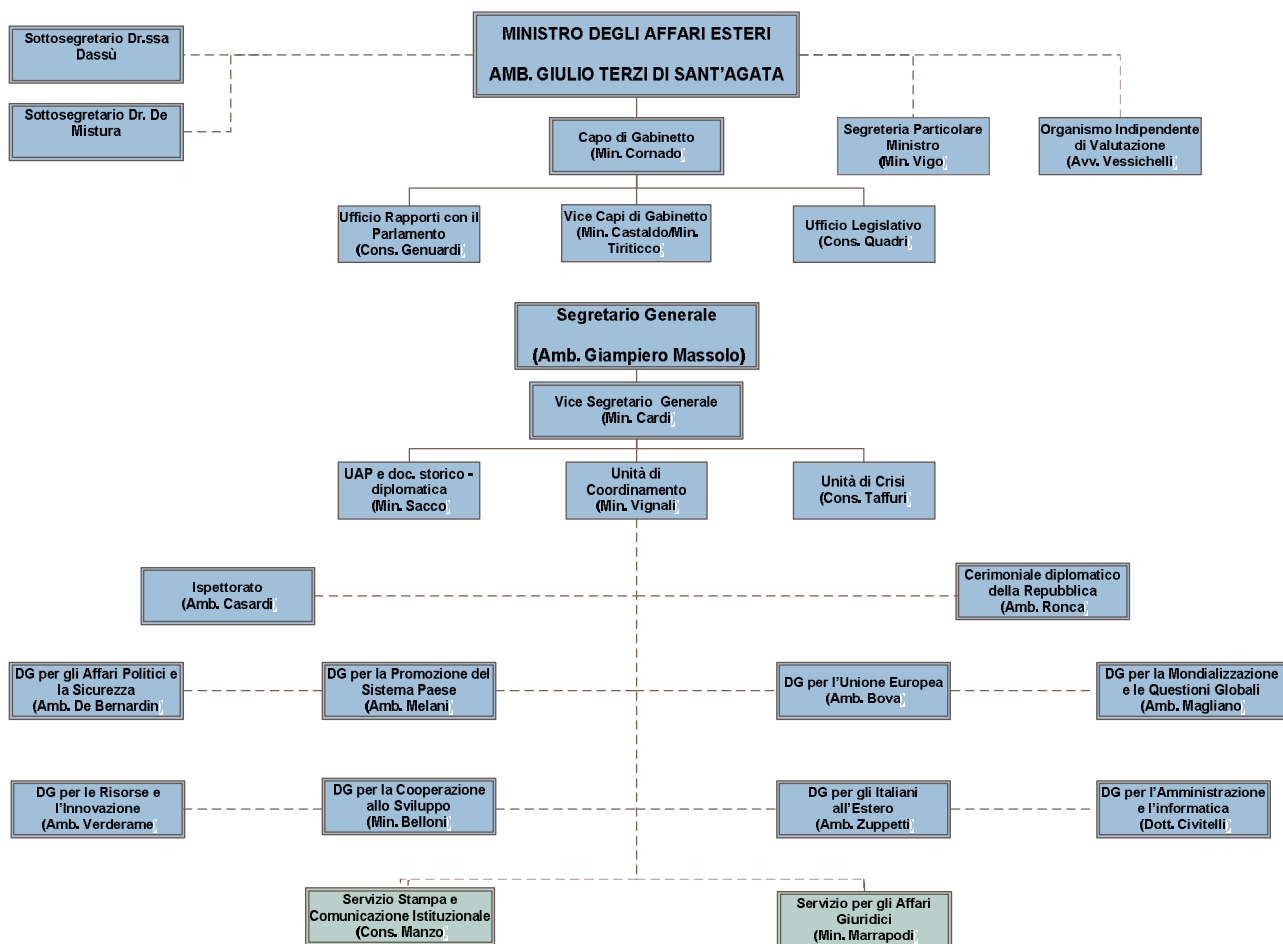 Sottosegretario Dr.ssa
Dassù
MINISTRO DEGLI AFFARI ESTERI
AMB. GIULIO TERZI DI SANT'AGATA
Sottosegretario Dr. De
Mistura
Capo di Gabinetto
(Min. Cornado)
Segreteria Particolare
Ministro
(Min. Vigo)
Organismo Indipendente
di Valutazione
(Avv. Vessichelli)
Ufficio Rapporti con il
Parlamento
(Cons. Genuardi)
Vice Capi di Gabinetto
(Min. Castaldo/Min.
Tiriticco)
Ufficio Legislativo
(Cons. Quadri)
Segretario Generale
(Amb. Giampiero Massolo)
Vice Segretario Generale
(Min. Cardi)
UAP e doc. storico -
diplomatica
(Min. Sacco)
Unità di
Coordinamento
(Min. Vignali)
Unità di Crisi
(Cons. Taffuri)
Ispettorato
(Amb. Casardi)
Cerimoniale diplomatico
della Repubblica
(Amb. Ronca)
DG per gli Affari Politici e
la Sicurezza
(Amb. De Bernardin)
DG per la Promozione del
Sistema Paese
(Amb. Melani)
DG per l'Unione Europea
(Amb. Bova)
DG per la Mondializzazione
e le Questioni Globali
(Amb. Magliano)
DG per le Risorse e
l'Innovazione
(Amb. Verderame)
DG per la Cooperazione
allo Sviluppo
(Min. Belloni)
DG per gli Italiani
all'Estero
(Amb. Zuppetti)
DG per l'Amministrazione
e l'informatica
(Dott. Civitelli)
Servizio Stampa e
Comunicazione Istituzionale
(Cons. Manzo)
Servizio per gli Affari
Giuridici
(Min. Marrapodi)